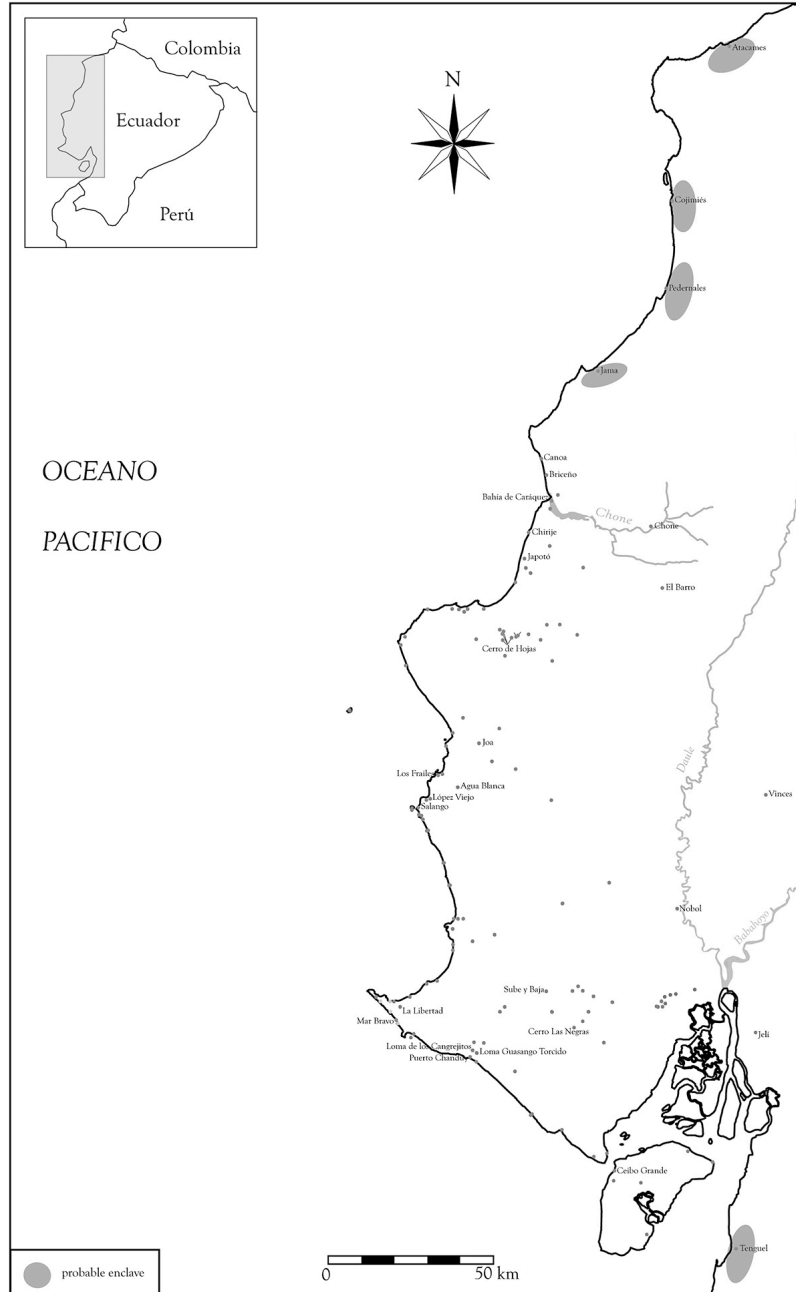 Colombia
Ecuador
Perú
N
Atacames
Cojimiés
Pedernales
Jama
OCEANO
PACIFICO
Canoa
Briceño
Bahía de Caráquez
Chone
Chone
Chirije
Japotó
El Barro
Cerro de Hojas
Joa
Daule
Los Frailes
Agua Blanca
López Viejo
Salango
Vinces
Nobol
Babahoyo
Sube y Baja
La Libertad
Mar Bravo
Cerro Las Negras
Jelí
Loma de los Cangrejitos
Loma Guasango Torcido
Puerto Chanduy
Ceibo Grande
Tenguel
probable enclave
0 50 km